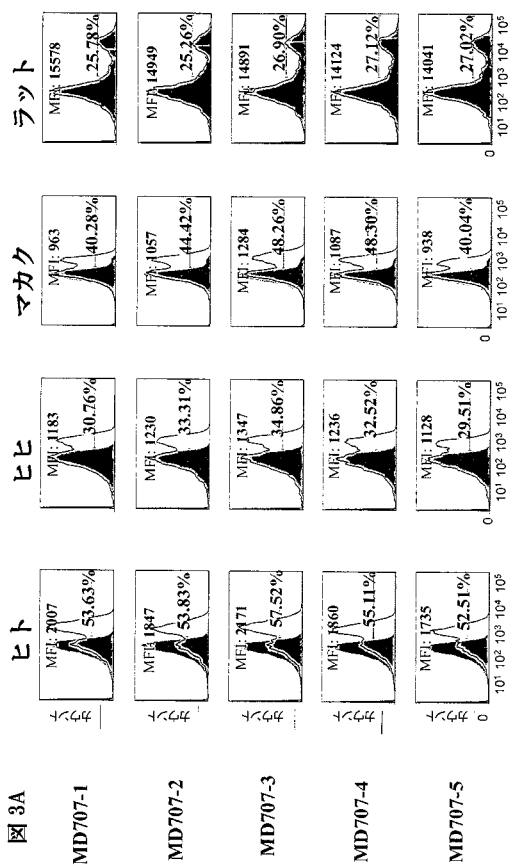 図 3A
ヒト ヒヒ マカク ラット
MD707-1
カウント
MFI: 2007
53.63%
MFI: 1183
30.76%
MFI: 963
40.28%
MFI: 15578
25.78%
MD707-2
カウント
MFI: 1847
53.83%
MFI: 1230
33.31%
MFI: 1057
44.42%
MFI: 14949
25.26%
MD707-3
カウント
MFI: 2171
57.52%
MFI: 1347
34.86%
MFI: 1284
48.26%
MFI: 14891
26.90%
MD707-4
カウント
MFI: 1860
55.11%
MFI: 1236
32.52%
MFI: 1087
48.30%
MFI: 14124
27.12%
MD707-5
カウント
MFI: 1735
52.51%
MFI: 1128
29.51%
MFI: 938
40.04%
MFI: 14041
27.02%
0
10¹ 10² 10³ 10⁴ 10⁵
0
10¹ 10² 10³ 10⁴ 10⁵
0
10¹ 10² 10³ 10⁴ 10⁵
0
10¹ 10² 10³ 10⁴ 10⁵